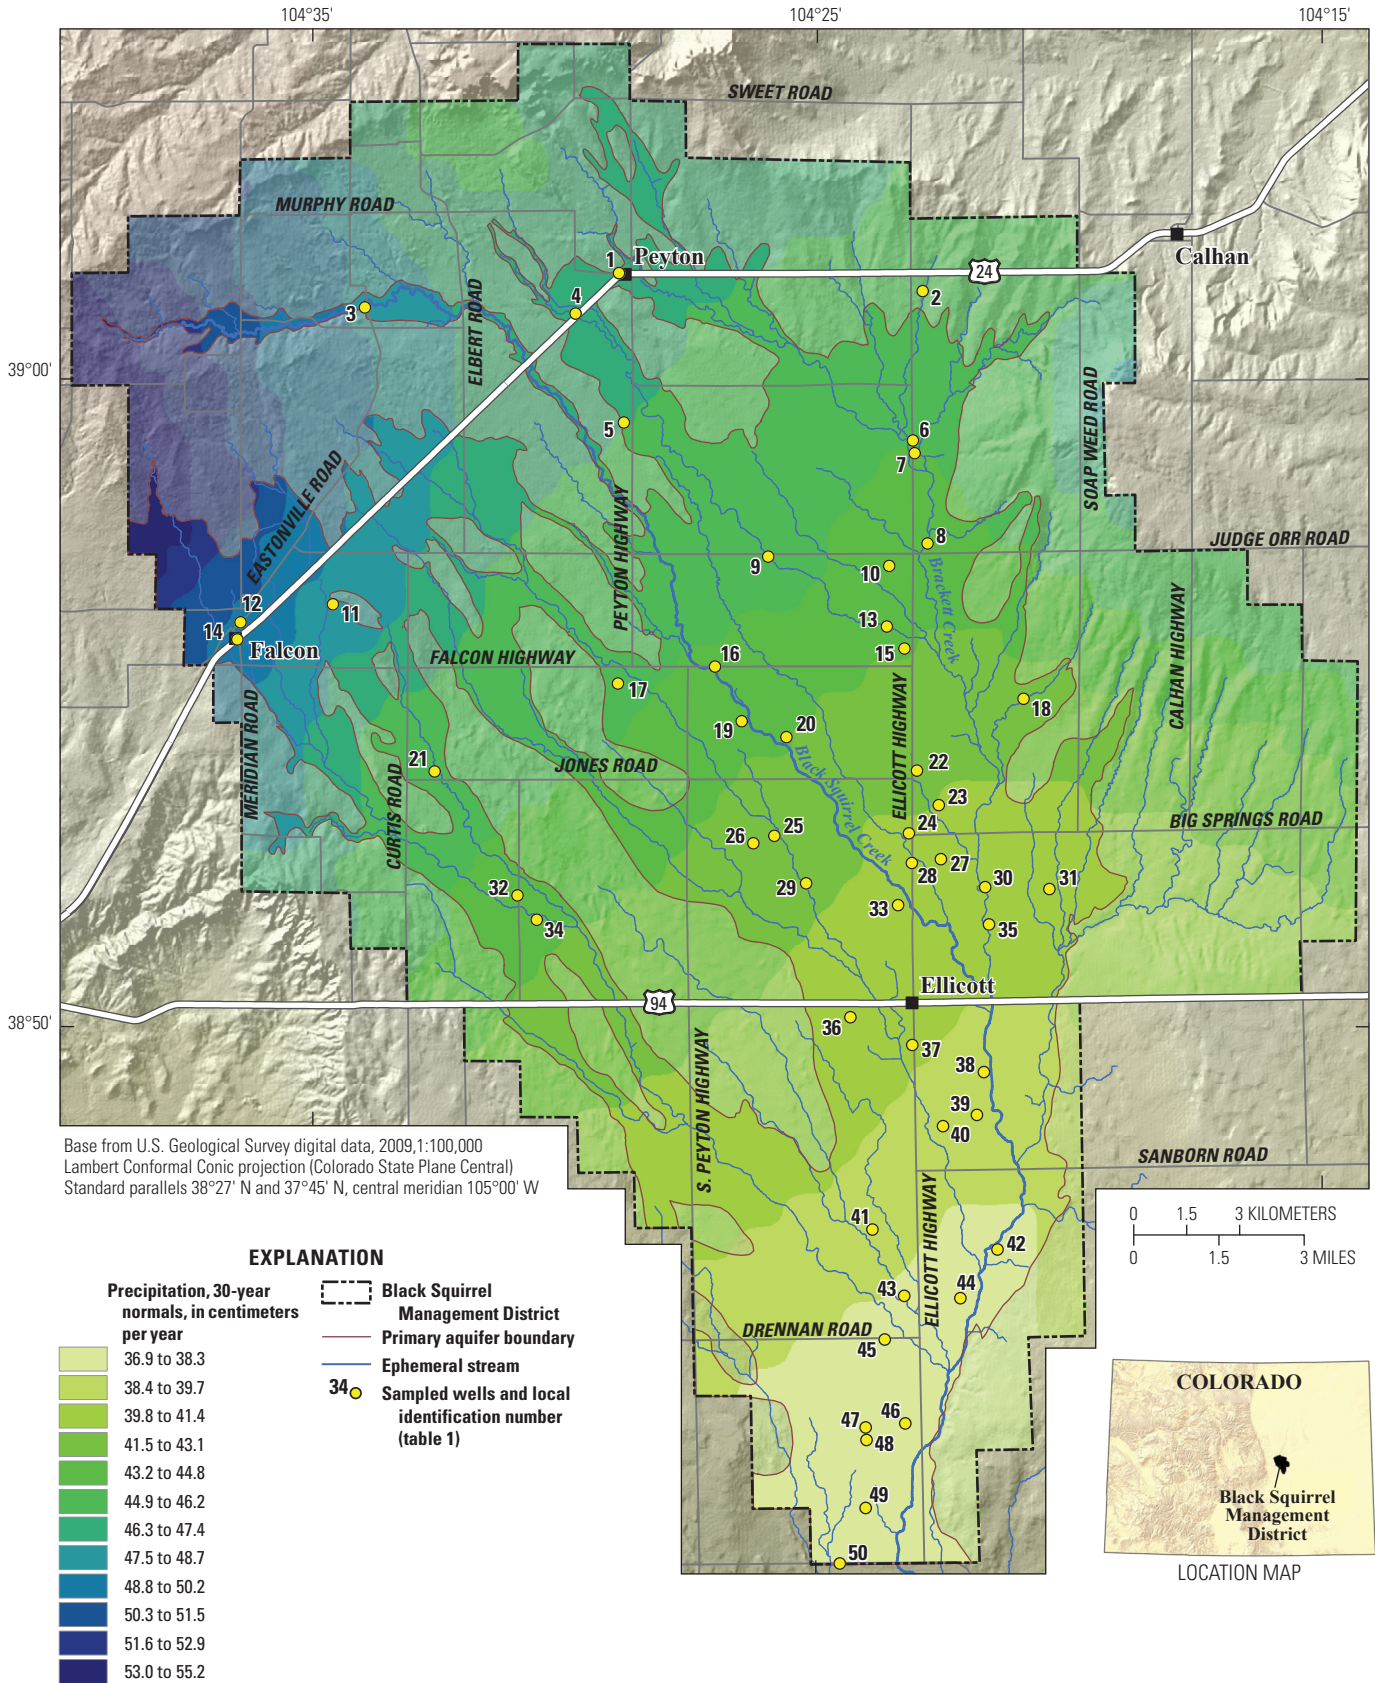 104°35'
104°25'
104°15'
SWEET ROAD
MURPHY ROAD
Calhan
1
Peyton
24
2
3
4
ELBERT ROAD
39°00'
SOAP WEED ROAD
5
6
7
EASTONVILLE ROAD
PEYTON HIGHWAY
8
JUDGE ORR ROAD
9
10
Brackett Creek
11
12
13
14
Falcon
15
FALCON HIGHWAY
16
17
CALHAN HIGHWAY
18
19
20
MERIDIAN ROAD
ELLICOTT HIGHWAY
21
JONES ROAD
22
Black Squirrel Creek
23
CURTIS ROAD
24
BIG SPRINGS ROAD
25
26
27
28
29
30
31
32
33
34
35
Ellicott
94
38°50'
36
37
38
S. PEYTON HIGHWAY
39
40
SANBORN ROAD
Base from U.S. Geological Survey digital data, 2009,1:100,000
Lambert Conformal Conic projection (Colorado State Plane Central)
Standard parallels 38°27' N and 37°45' N, central meridian 105°00' W
0 1.5 3 KILOMETERS
0 1.5 3 MILES
41
42
ELLICOTT HIGHWAY
43
44
DRENNAN ROAD
45
46
47
48
49
50
EXPLANATION
Precipitation, 30-year
normals, in centimeters
per year
36.9 to 38.3
38.4 to 39.7
39.8 to 41.4
41.5 to 43.1
43.2 to 44.8
44.9 to 46.2
46.3 to 47.4
47.5 to 48.7
48.8 to 50.2
50.3 to 51.5
51.6 to 52.9
53.0 to 55.2
Black Squirrel
Management District
Primary aquifer boundary
Ephemeral stream
34
Sampled wells and local
identification number
(table 1)
COLORADO
Black Squirrel
Management
District
LOCATION MAP